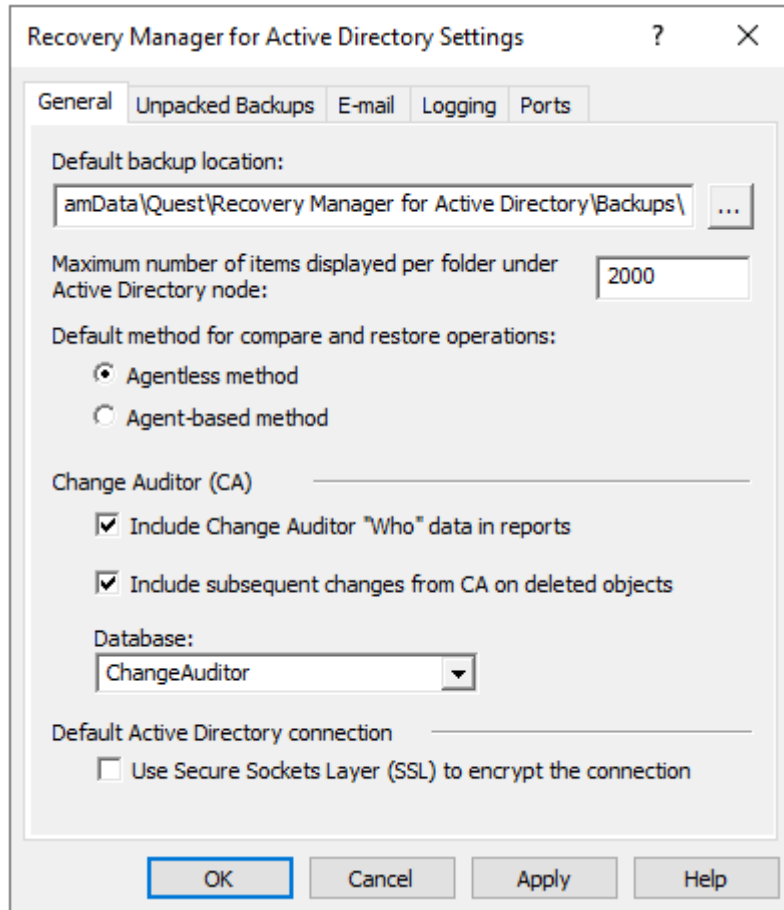 Recovery Manager for Active Directory Settings ?
General Unpacked Backups E-mail Logging Ports
Default backup location:
amData\Quest\Recovery Manager for Active Directory\Backups\ ...
Maximum number of items displayed per folder under
Active Directory node:
2000
Default method for compare and restore operations:
Agentless method
Agent-based method
Change Auditor (CA)
Include Change Auditor "Who" data in reports
Include subsequent changes from CA on deleted objects
Database:
ChangeAuditor
Default Active Directory connection
Use Secure Sockets Layer (SSL) to encrypt the connection
OK Cancel Apply Help